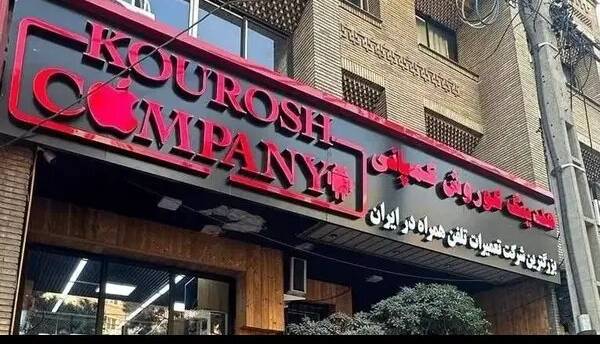 KOUROSH
COMPANY
هلدینگ کوروش کمپانی
بزرگترین شرکت تعمیرات تلفن همراه در ایران